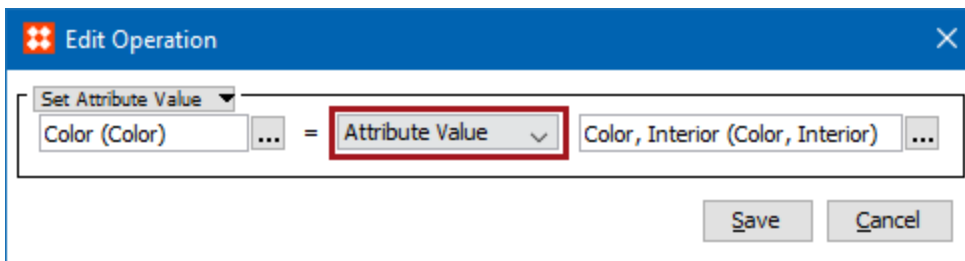 Edit Operation
Set Attribute Value
Color (Color) ... = Attribute Value Color, Interior (Color, Interior) ...
Save Cancel